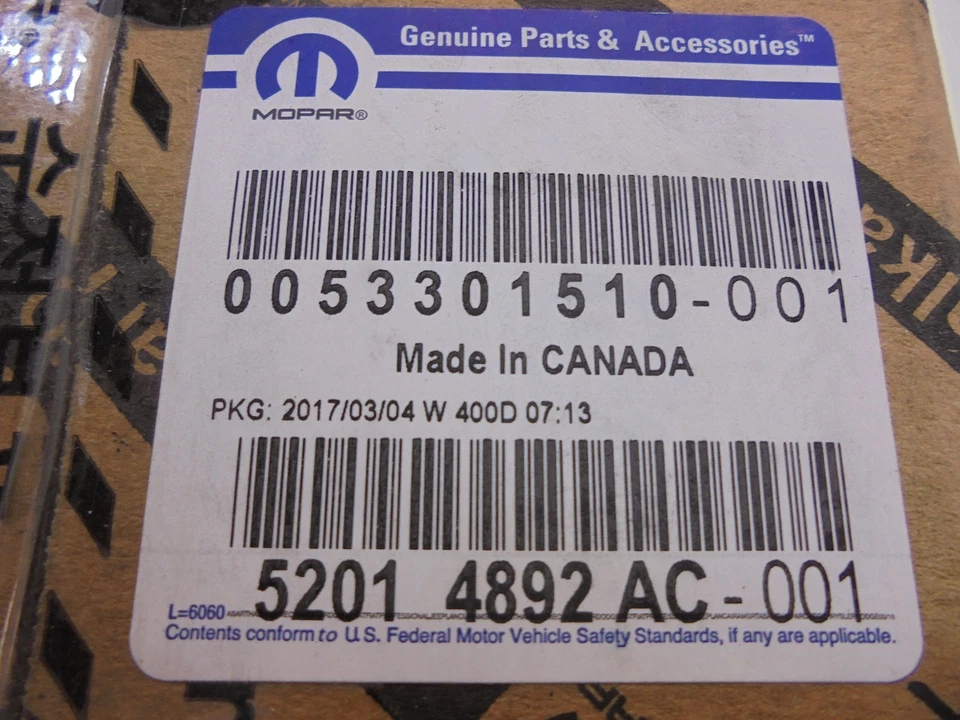 Genuine Parts & Accessories™
MOPAR®
0053301510-001
Made In CANADA
PKG: 2017/03/04 W 400D 07:13
5201 4892 AC-001
L=6060
Contents conform to U.S. Federal Motor Vehicle Safety Standards, if any are applicable.